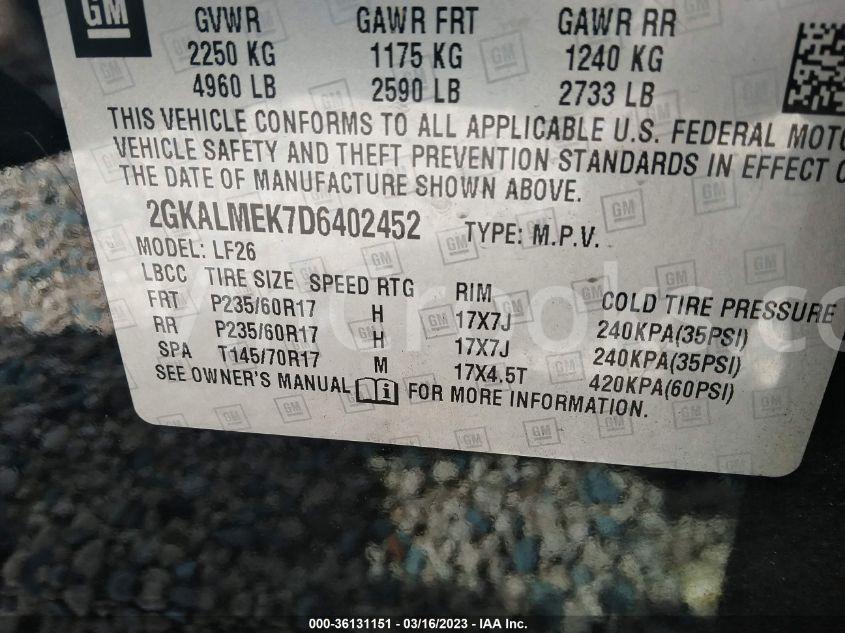 GM
GVWR GAWR FRT GAWR RR
2250 KG 1175 KG 1240 KG
4960 LB 2590 LB 2733 LB
THIS VEHICLE CONFORMS TO ALL APPLICABLE U.S. FEDERAL MOTO
VEHICLE SAFETY AND THEFT PREVENTION STANDARDS IN EFFECT O
THE DATE OF MANUFACTURE SHOWN ABOVE.
2GKALMEK7D6402452 TYPE: M.P.V.
MODEL: LF26
LBCC TIRE SIZE SPEED RTG RIM COLD TIRE PRESSURE
FRT P235/60R17 H 17X7J 240KPA(35PSI)
RR P235/60R17 H 17X7J 240KPA(35PSI)
SPA T145/70R17 M 17X4.5T 420KPA(60PSI)
SEE OWNER'S MANUAL i FOR MORE INFORMATION.
000-36131151 - 03/16/2023 - IAA Inc.